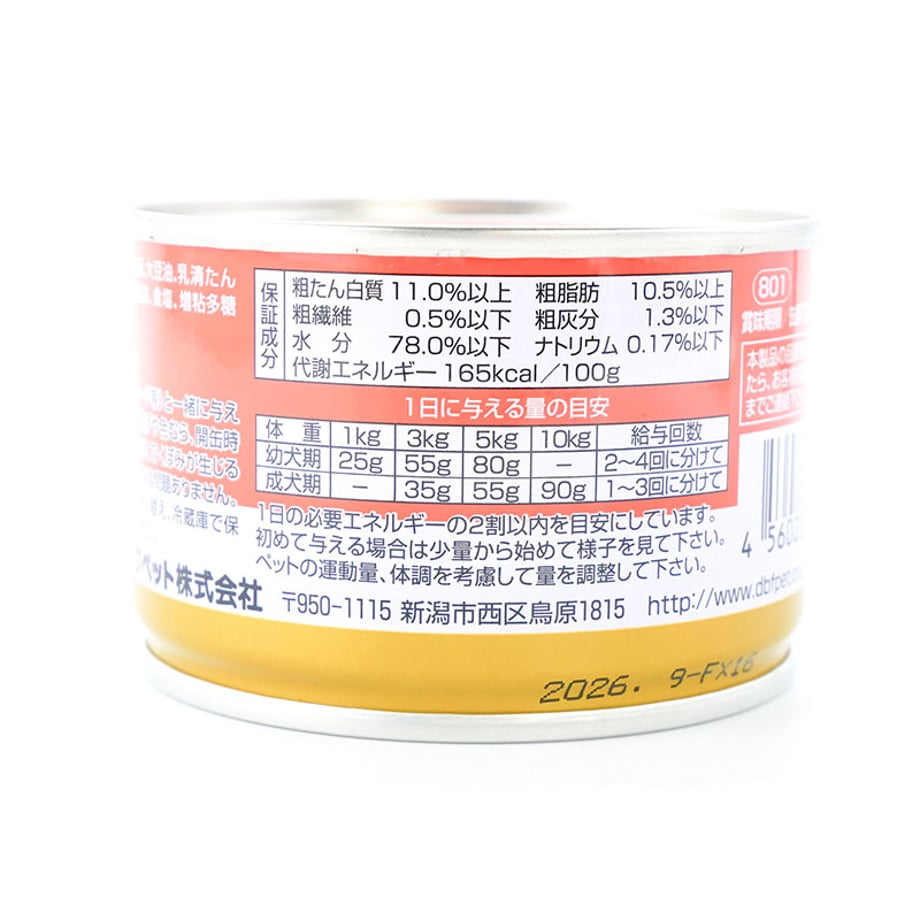 大豆油、乳清たん
食塩、増粘多糖
と一緒に与え
開缶時
くぼみが生じる
問題ありません。
冷蔵庫で保
ペット株式会社
保証成分
粗たん白質 11.0%以上 粗脂肪 10.5%以上
粗繊維 0.5%以下 粗灰分 1.3%以下
水 分 78.0%以下 ナトリウム 0.17%以下
代謝エネルギー 165kcal/100g
1日に与える量の目安
体 重 1kg 3kg 5kg 10kg 給与回数
幼犬期 25g 55g 80g − 2〜4回に分けて
成犬期 − 35g 55g 90g 1〜3回に分けて
1日の必要エネルギーの2割以内を目安にしています。
初めて与える場合は少量から始めて様子を見て下さい。
ペットの運動量、体調を考慮して量を調整して下さい。
〒950-1115 新潟市西区鳥原1815 http://www.dbfpet.c
801
賞味期限
本製品の
たら、お客
までご連
4 5602
2026. 9-FX16